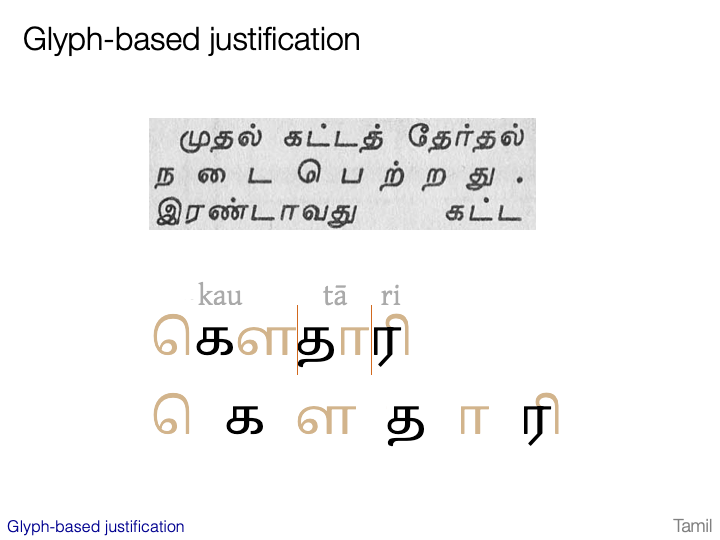 Glyph-based justification
முதல் கட்டத் தேர்தல்
ந டை பெ ற் ற து .
இரண்டாவது கட்ட
kau tā ri
கௌதாரி
ெ க ள த ா ரி
Glyph-based justification
Tamil